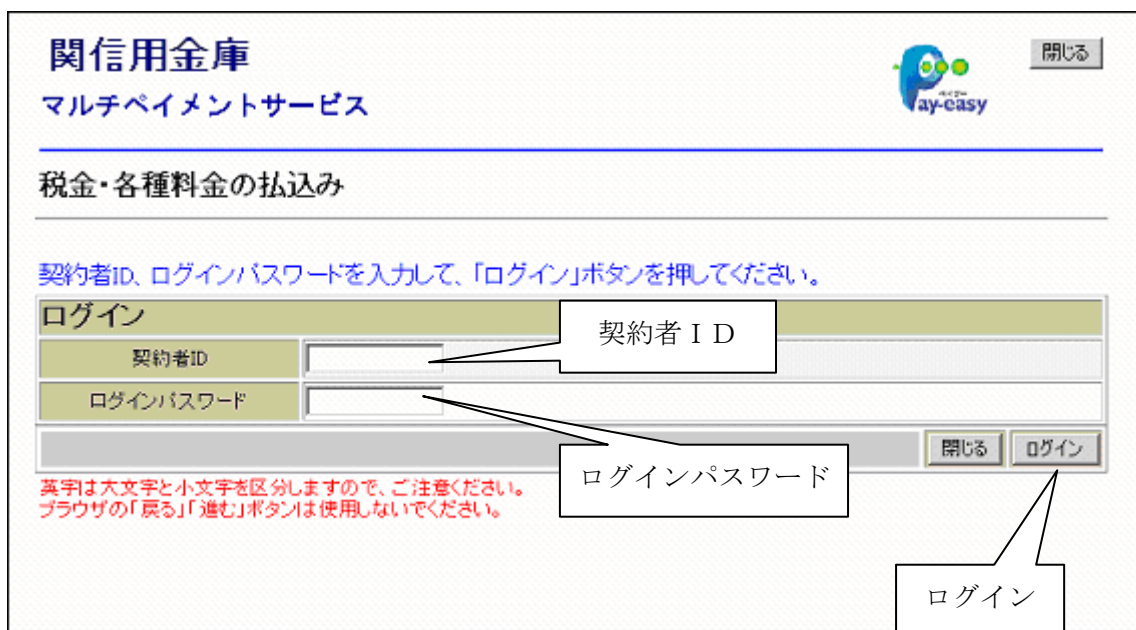 関信用金庫
閉じる
ペイジー
Pay-easy
マルチペイメントサービス
税金・各種料金の払込み
契約者ID、ログインパスワードを入力して、「ログイン」ボタンを押してください。
ログイン
契約者ＩＤ
契約者ID
ログインパスワード
ログインパスワード
閉じる
ログイン
英字は大文字と小文字を区分しますので、ご注意ください。
ブラウザの「戻る」「進む」ボタンは使用しないでください。
ログイン